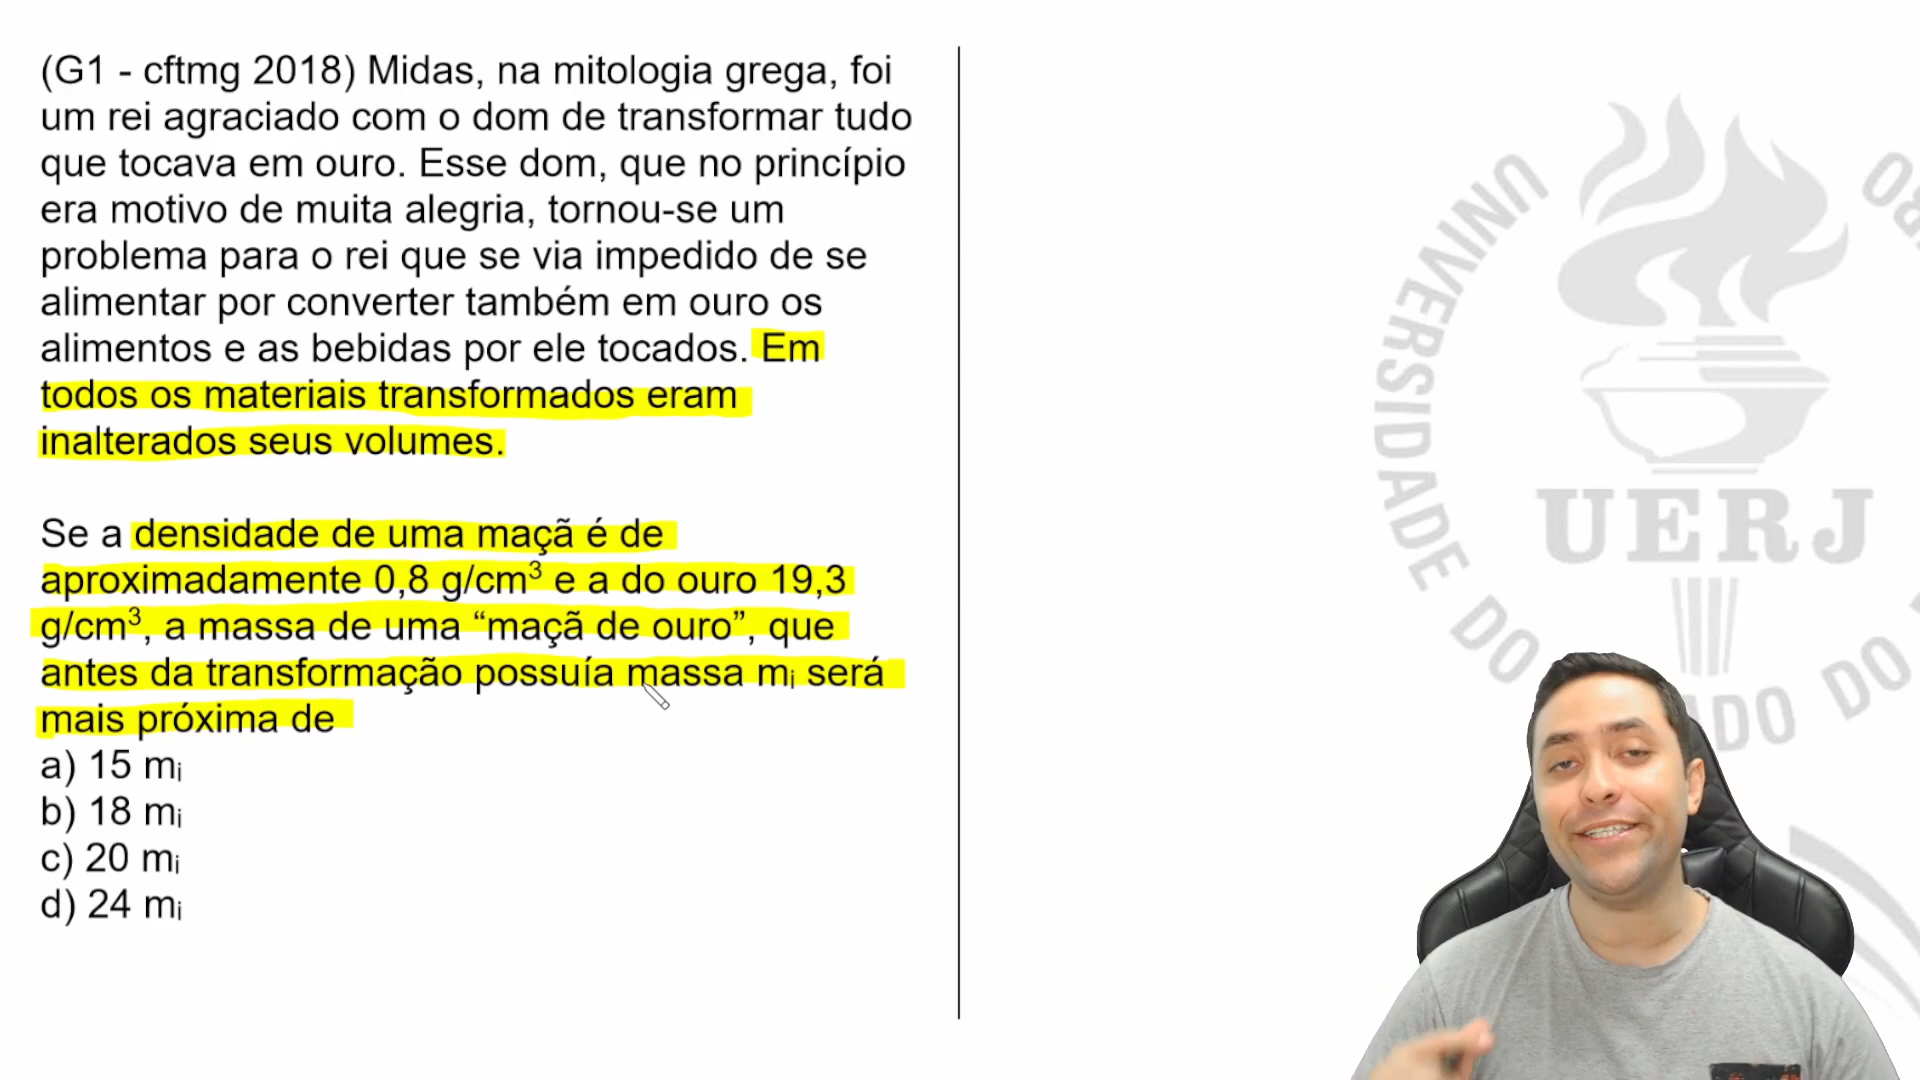 (G1 - cftmg 2018) Midas, na mitologia grega, foi
um rei agraciado com o dom de transformar tudo
que tocava em ouro. Esse dom, que no princípio
era motivo de muita alegria, tornou-se um
problema para o rei que se via impedido de se
alimentar por converter também em ouro os
alimentos e as bebidas por ele tocados. Em
todos os materiais transformados eram
inalterados seus volumes.
Se a densidade de uma maçã é de
aproximadamente 0,8 g/cm³ e a do ouro 19,3
g/cm³, a massa de uma “maçã de ouro”, que
antes da transformação possuía massa mᵢ será
mais próxima de
a) 15 mᵢ
b) 18 mᵢ
c) 20 mᵢ
d) 24 mᵢ
UNIVERSIDADE DO
DO
UERJ